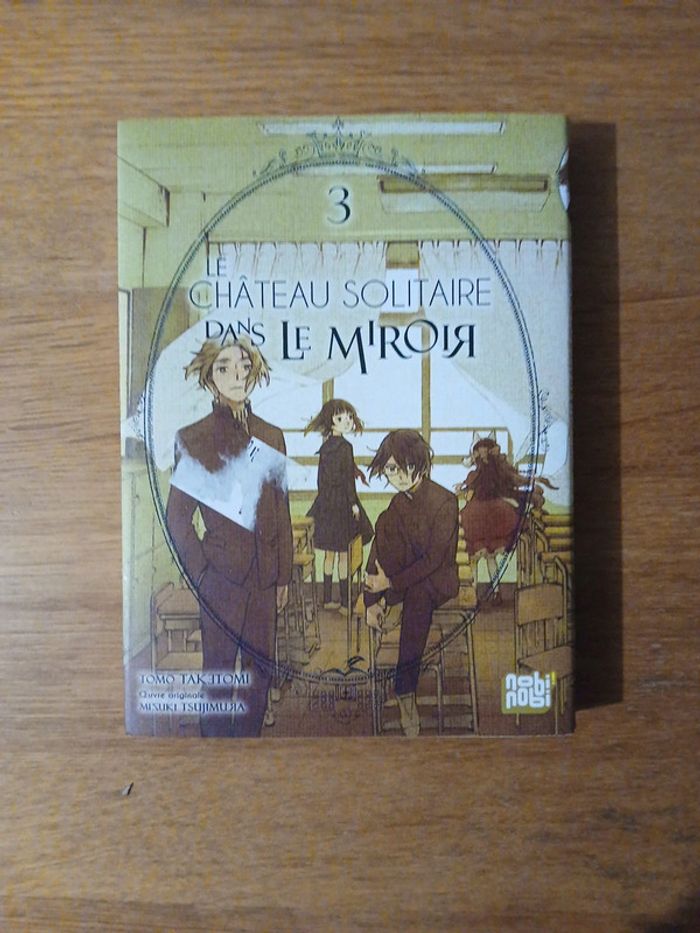 3
LE
CHÂTEAU SOLITAIRE
DANS LE MIROIR
TOMO TAKETOMI
Œuvre originale
MIZUKI TSUJIMURA
nobi!
nobi!